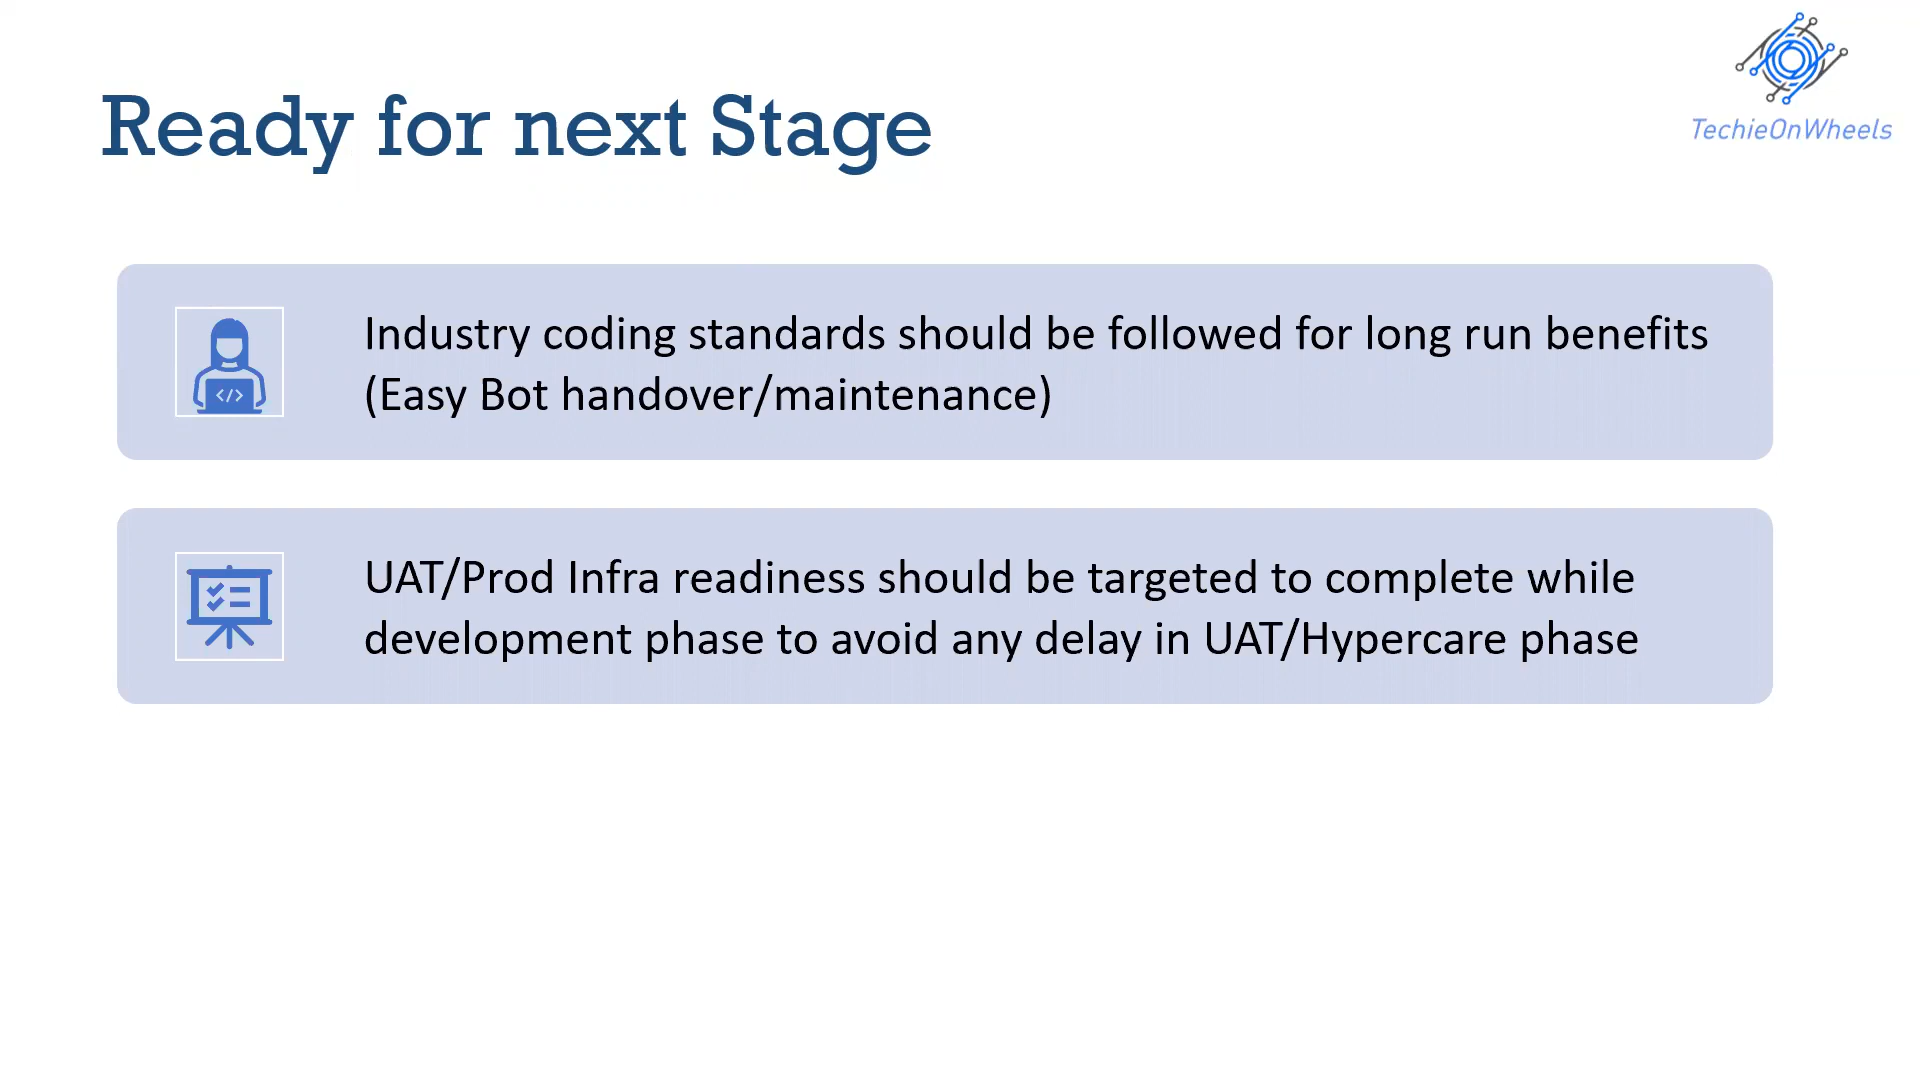 TechieOnWheels
Ready for next Stage
Industry coding standards should be followed for long run benefits
(Easy Bot handover/maintenance)
</>
UAT/Prod Infra readiness should be targeted to complete while
development phase to avoid any delay in UAT/Hypercare phase